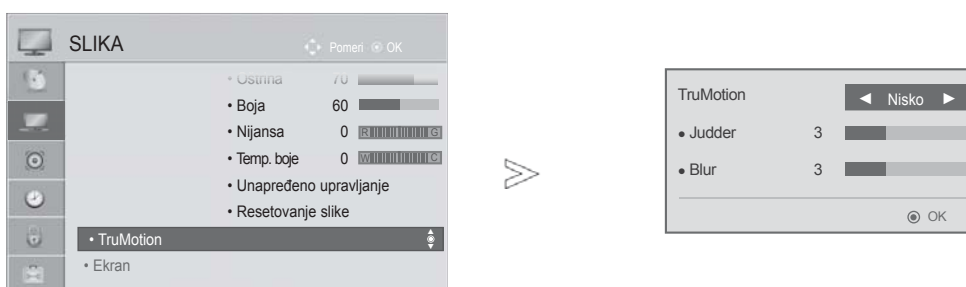 SLIKA
Pomeri OK
• Oštrina 70
• Boja 60
• Nijansa 0 R G
• Temp. boje 0 W C
• Unapređeno upravljanje
• Resetovanje slike
• TruMotion
• Ekran
TruMotion ◄ Nisko ►
• Judder 3
• Blur 3
OK